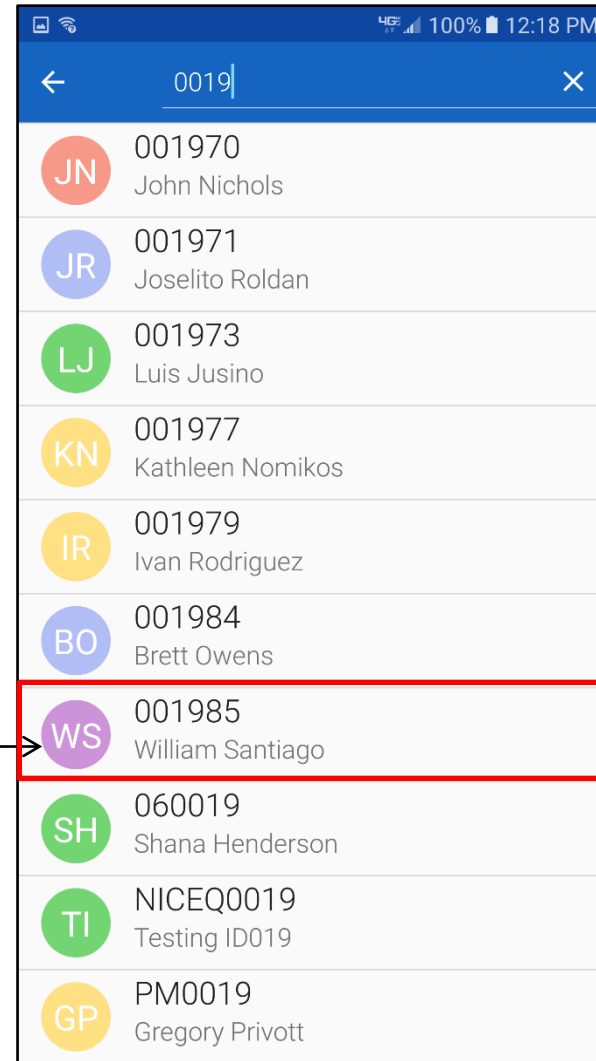 4GE 100% 12:18 PM
0019
JN
001970
John Nichols
JR
001971
Joselito Roldan
LJ
001973
Luis Jusino
KN
001977
Kathleen Nomikos
IR
001979
Ivan Rodriguez
BO
001984
Brett Owens
WS
001985
William Santiago
SH
060019
Shana Henderson
TI
NICEQ0019
Testing ID019
GP
PM0019
Gregory Privott